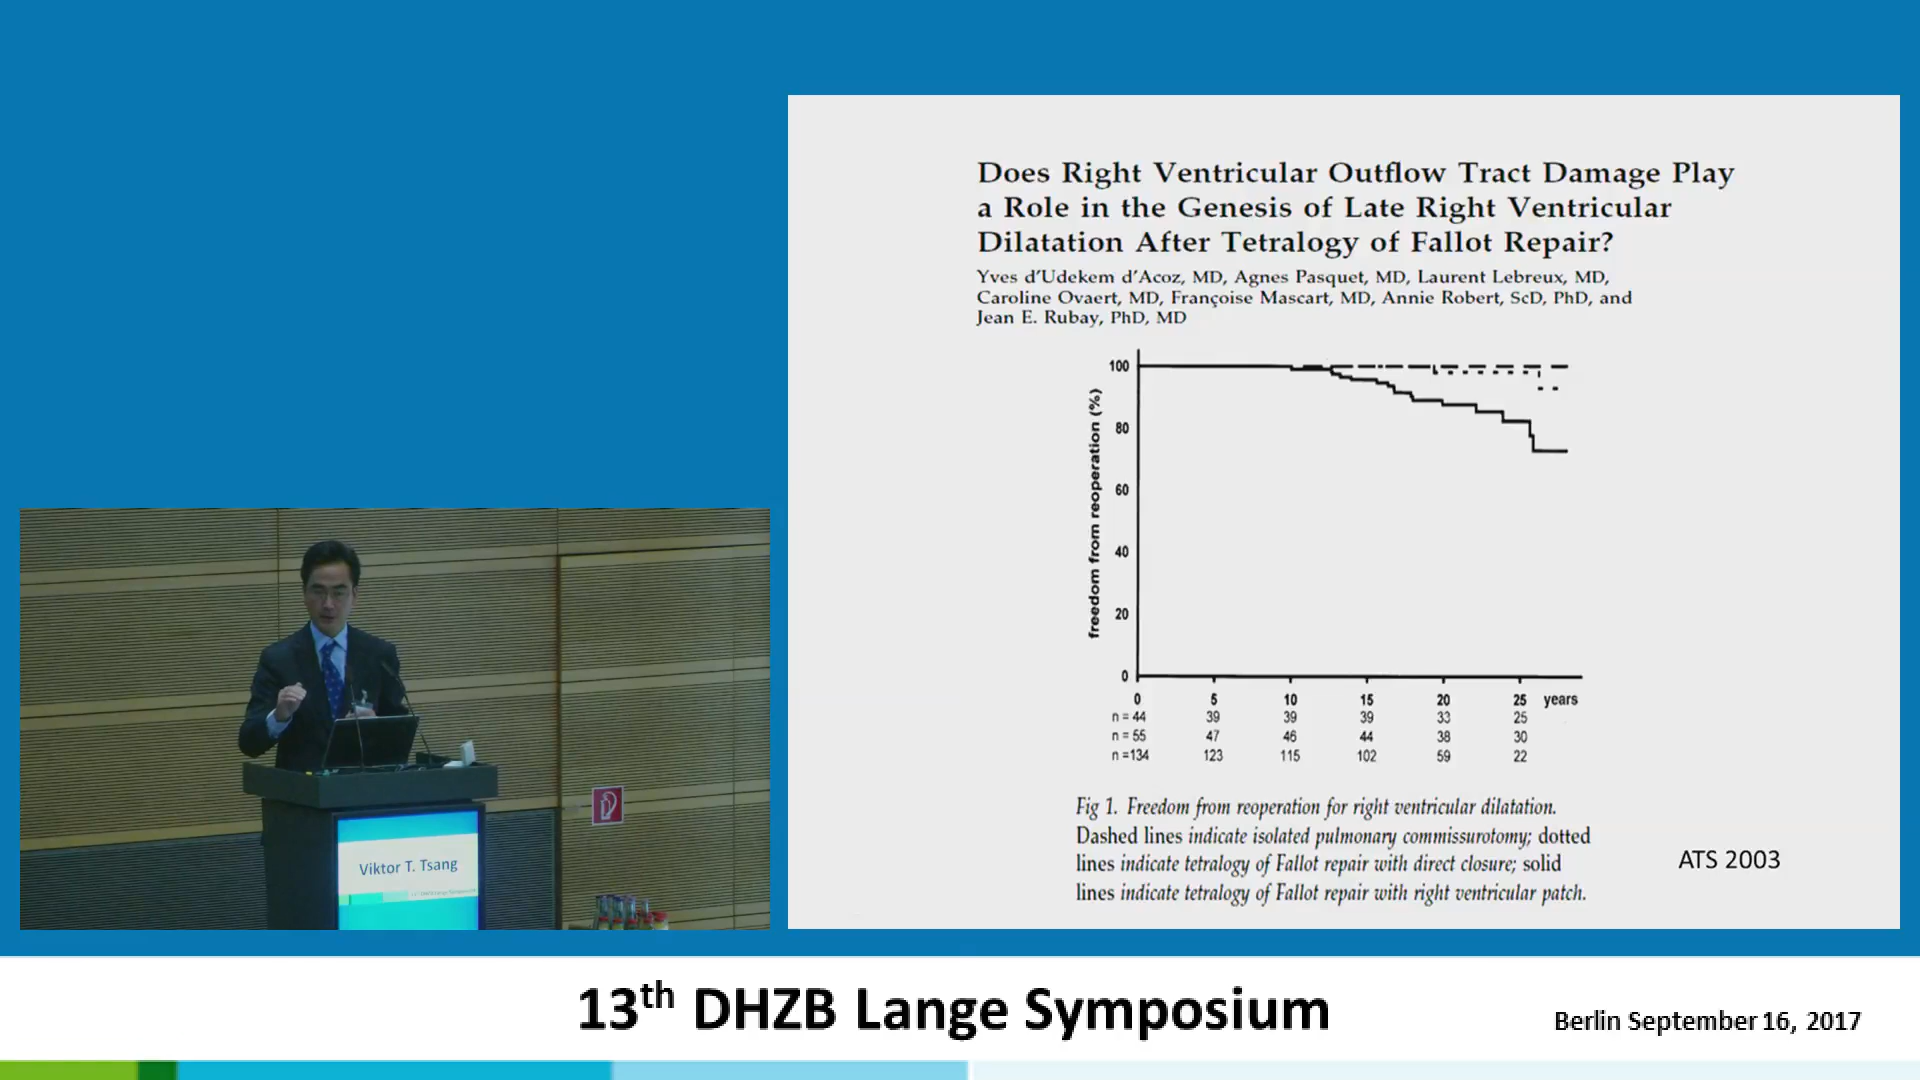 Does Right Ventricular Outflow Tract Damage Play
a Role in the Genesis of Late Right Ventricular
Dilatation After Tetralogy of Fallot Repair?
Yves d'Udekem d'Acoz, MD, Agnes Pasquet, MD, Laurent Lebreux, MD,
Caroline Ovaert, MD, Françoise Mascart, MD, Annie Robert, ScD, PhD, and
Jean E. Rubay, PhD, MD
freedom from reoperation (%)
100
80
60
40
20
0
0 5 10 15 20 25 years
n = 44 39 39 39 33 25
n = 55 47 46 44 38 30
n =134 123 115 102 59 22
Fig 1. Freedom from reoperation for right ventricular dilatation.
Dashed lines indicate isolated pulmonary commissurotomy; dotted
lines indicate tetralogy of Fallot repair with direct closure; solid
lines indicate tetralogy of Fallot repair with right ventricular patch.
ATS 2003
Viktor T. Tsang
13th DHZB Lange Symposium
Berlin September 16, 2017